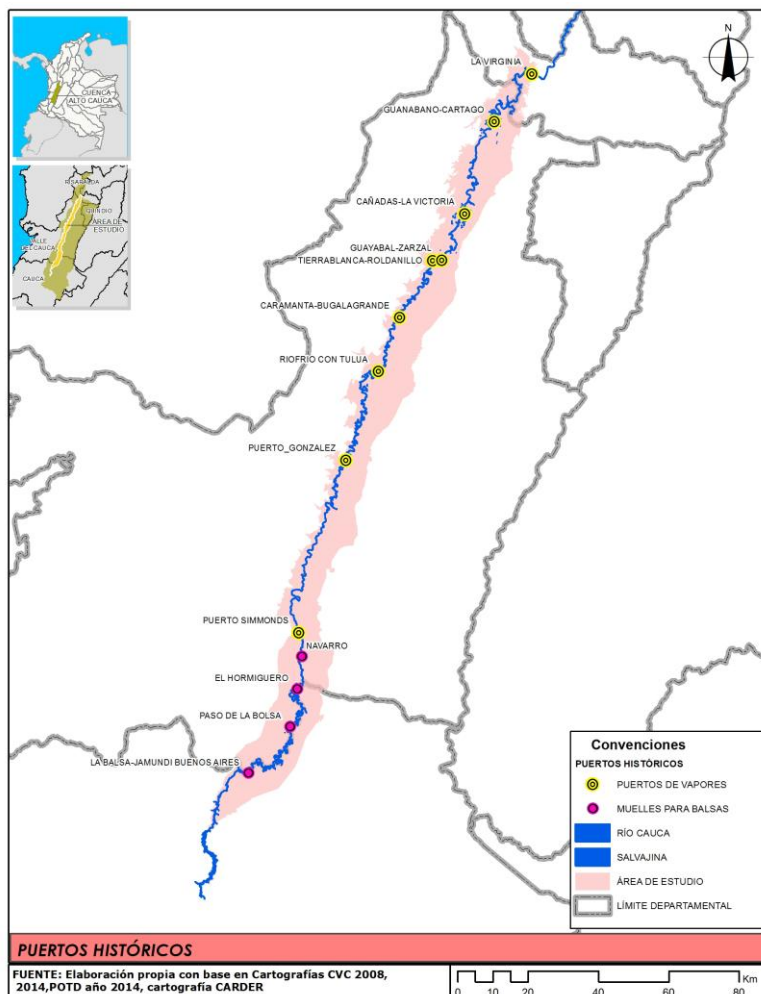 CUENCA
ALTO CAUCA
RISARALDA
QUINDIO
ÁREA DE
ESTUDIO
VALLE
DEL CAUCA
CAUCA
N
LA VIRGINIA
GUANABANO-CARTAGO
CAÑADAS-LA VICTORIA
GUAYABAL-ZARZAL
TIERRABLANCA-ROLDANILLO
CARAMANTA-BUGALAGRANDE
RIOFRIO CON TULUA
PUERTO_GONZALEZ
PUERTO SIMMONDS
NAVARRO
EL HORMIGUERO
PASO DE LA BOLSA
LA BALSA-JAMUNDI BUENOS AIRES
Convenciones
PUERTOS HISTÓRICOS
PUERTOS DE VAPORES
MUELLES PARA BALSAS
RÍO CAUCA
SALVAJINA
ÁREA DE ESTUDIO
LÍMITE DEPARTAMENTAL
PUERTOS HISTÓRICOS
FUENTE: Elaboración propia con base en Cartografías CVC 2008,
2014,POTD año 2014, cartografía CARDER
Km
0 20 40 60 80